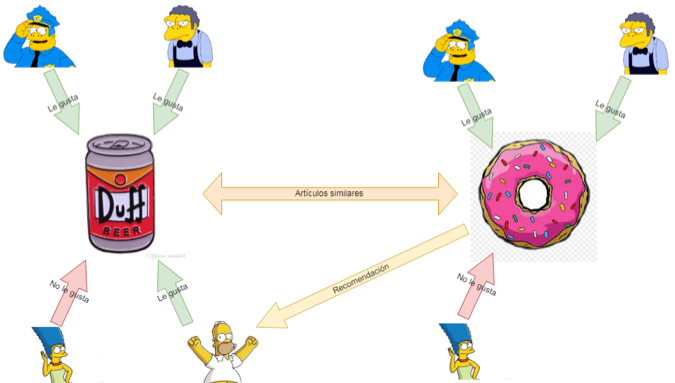 Le gusta
Le gusta
Le gusta
Le gusta
Duff
BEER
Artículos similares
Recomendación
No le gusta
Le gusta
No le gusta